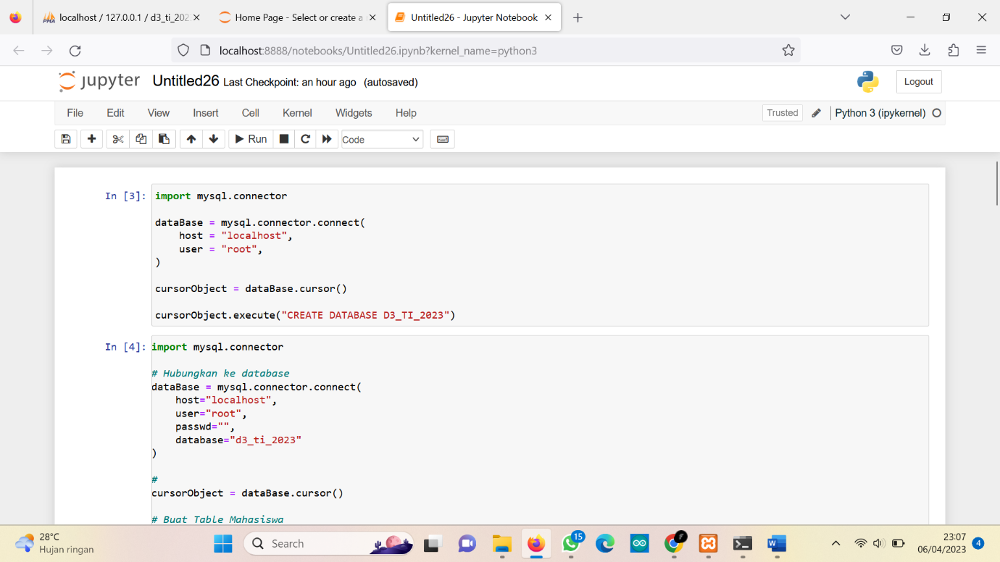 localhost / 127.0.0.1 / d3_ti_202
Home Page - Select or create a
Untitled26 - Jupyter Notebook
localhost:8888/notebooks/Untitled26.ipynb?kernel_name=python3
jupyter Untitled26 Last Checkpoint: an hour ago (autosaved)
Logout
File Edit View Insert Cell Kernel Widgets Help
Trusted
Python 3 (ipykernel)
Run
Code
In [3]: import mysql.connector
dataBase = mysql.connector.connect(
host = "localhost",
user = "root",
)
cursorObject = dataBase.cursor()
cursorObject.execute("CREATE DATABASE D3_TI_2023")
In [4]: import mysql.connector
# Hubungkan ke database
dataBase = mysql.connector.connect(
host="localhost",
user="root",
passwd="",
database="d3_ti_2023"
)
#
cursorObject = dataBase.cursor()
# Buat Table Mahasiswa
28°C
Hujan ringan
Search
15
23:07
06/04/2023
4